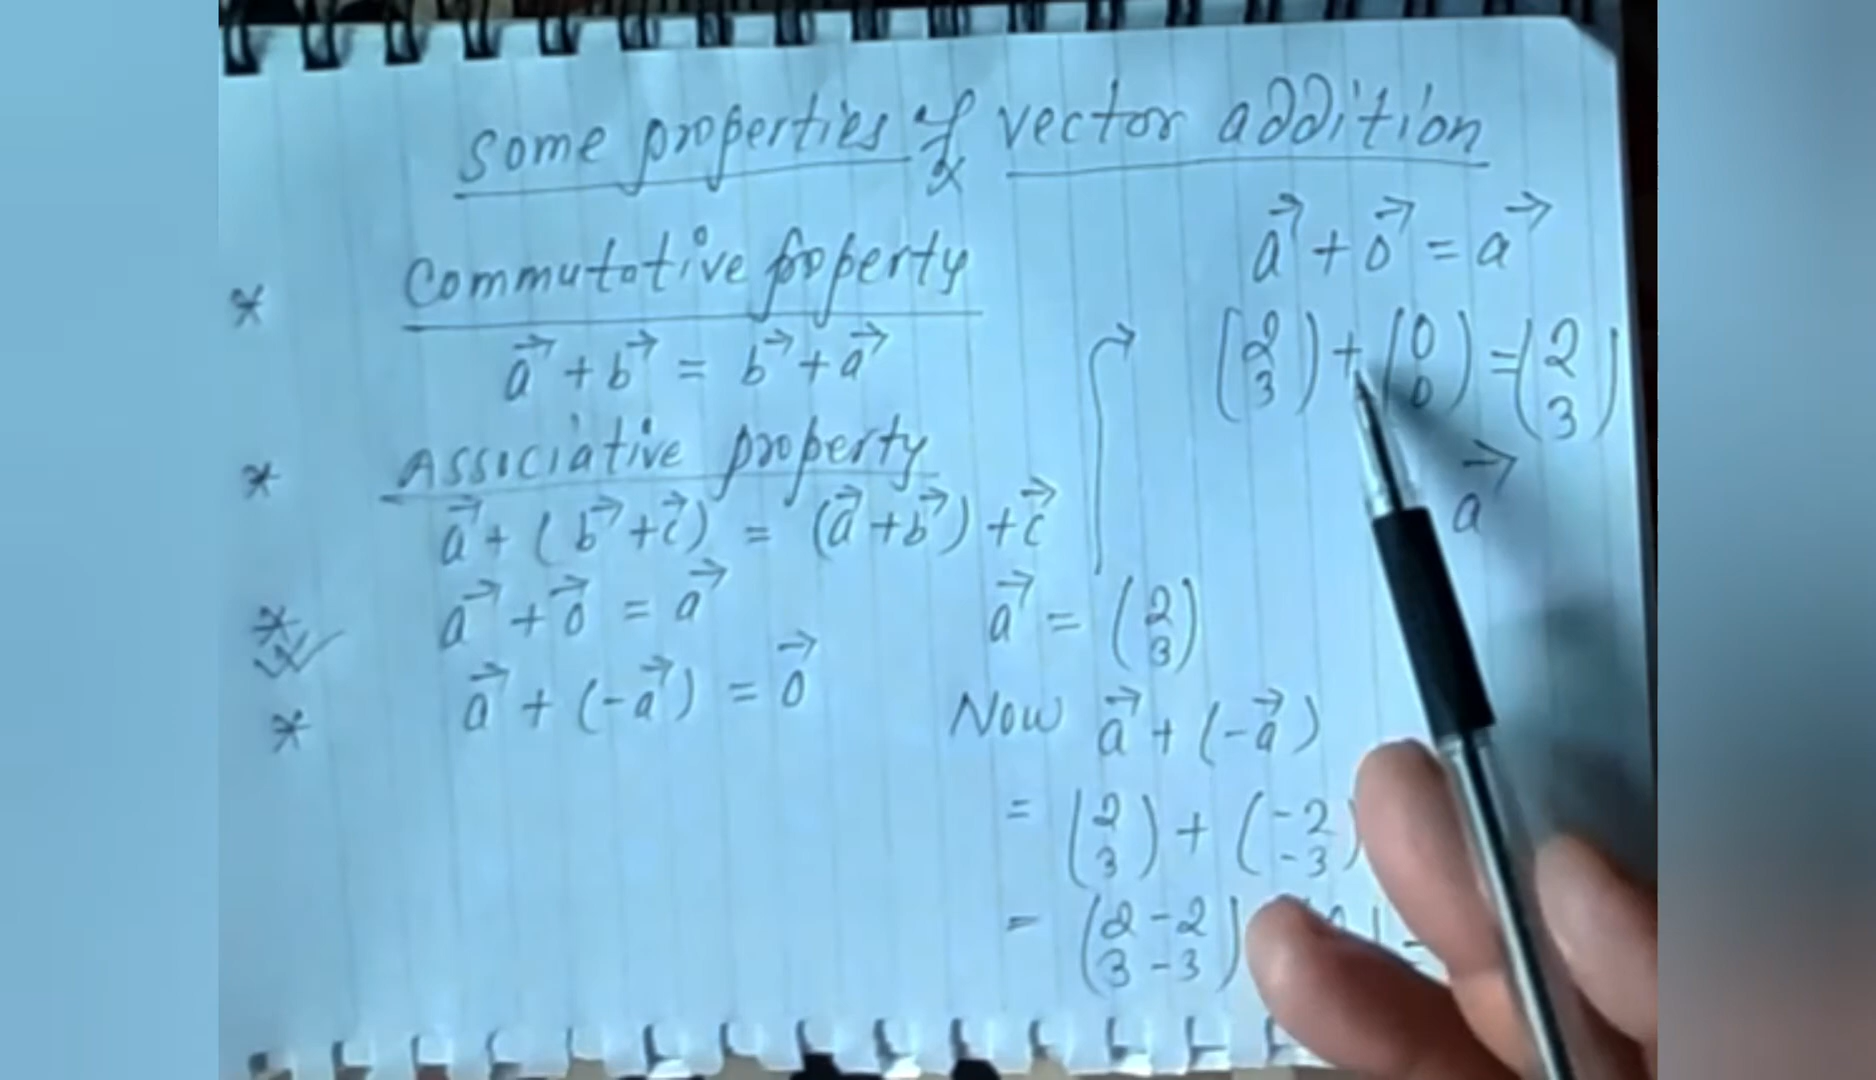 Some properties of vector addition
* Commutative property
a⃗ + b⃗ = b⃗ + a⃗
* Associative property
a⃗ + (b⃗ + c⃗) = (a⃗ + b⃗) + c⃗
* a⃗ + 0⃗ = a⃗
* a⃗ + (-a⃗) = 0⃗
a⃗ + 0⃗ = a⃗
(2 3) + (0 0) = (2 3)
a⃗
a⃗ = (2 3)
Now a⃗ + (-a⃗)
= (2 3) + (-2 -3)
= (2-2 3-3)